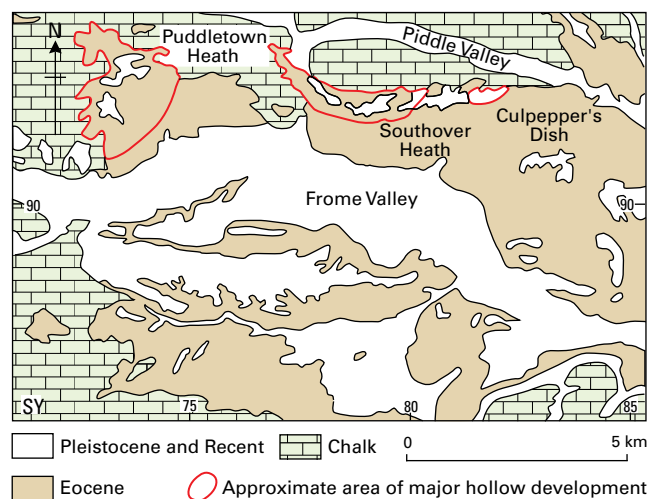 N
Puddletown
Heath
Piddle Valley
Culpepper's
Dish
Southover
Heath
Frome Valley
90
90
SY
75
80
85
Pleistocene and Recent
Chalk
0
5 km
Eocene
Approximate area of major hollow development